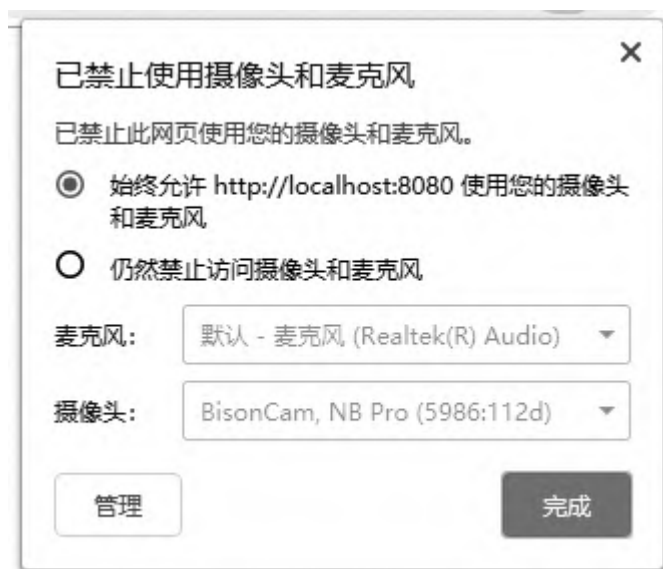 已禁止使用摄像头和麦克风
已禁止此网页使用您的摄像头和麦克风。
始终允许 http://localhost:8080 使用您的摄像头
和麦克风
仍然禁止访问摄像头和麦克风
麦克风： 默认 - 麦克风 (Realtek(R) Audio)
摄像头： BisonCam, NB Pro (5986:112d)
管理 完成